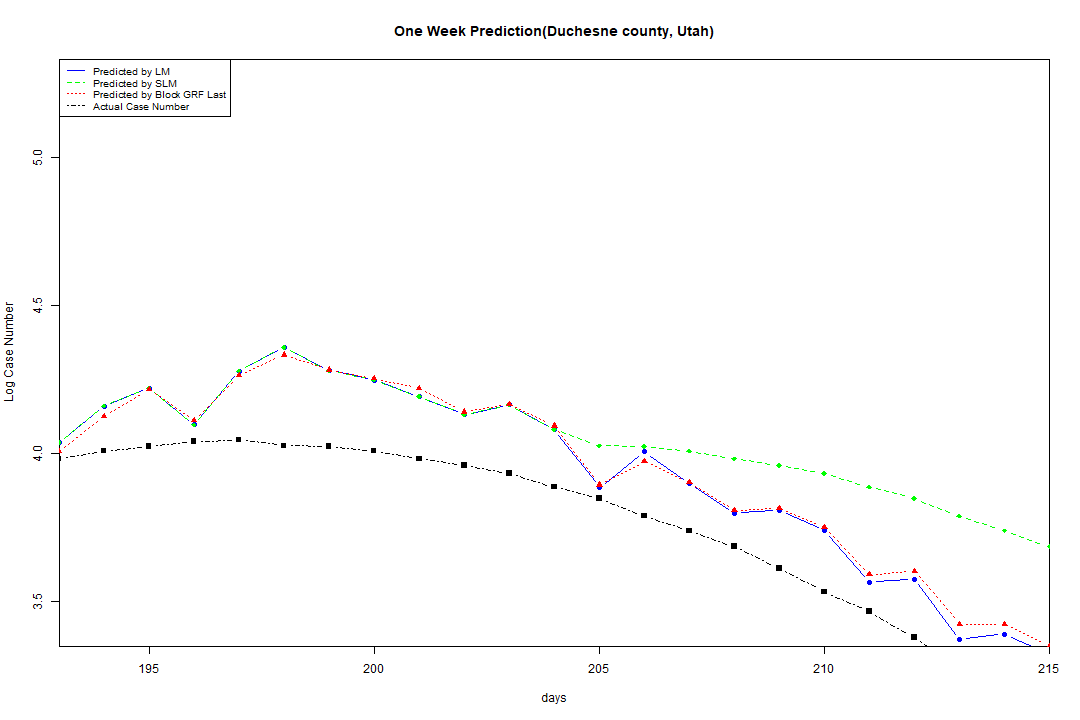 One Week Prediction(Duchesne county, Utah)
Predicted by LM
Predicted by SLM
Predicted by Block GRF Last
Actual Case Number
5.0
4.5
4.0
3.5
Log Case Number
195 200 205 210 215
days